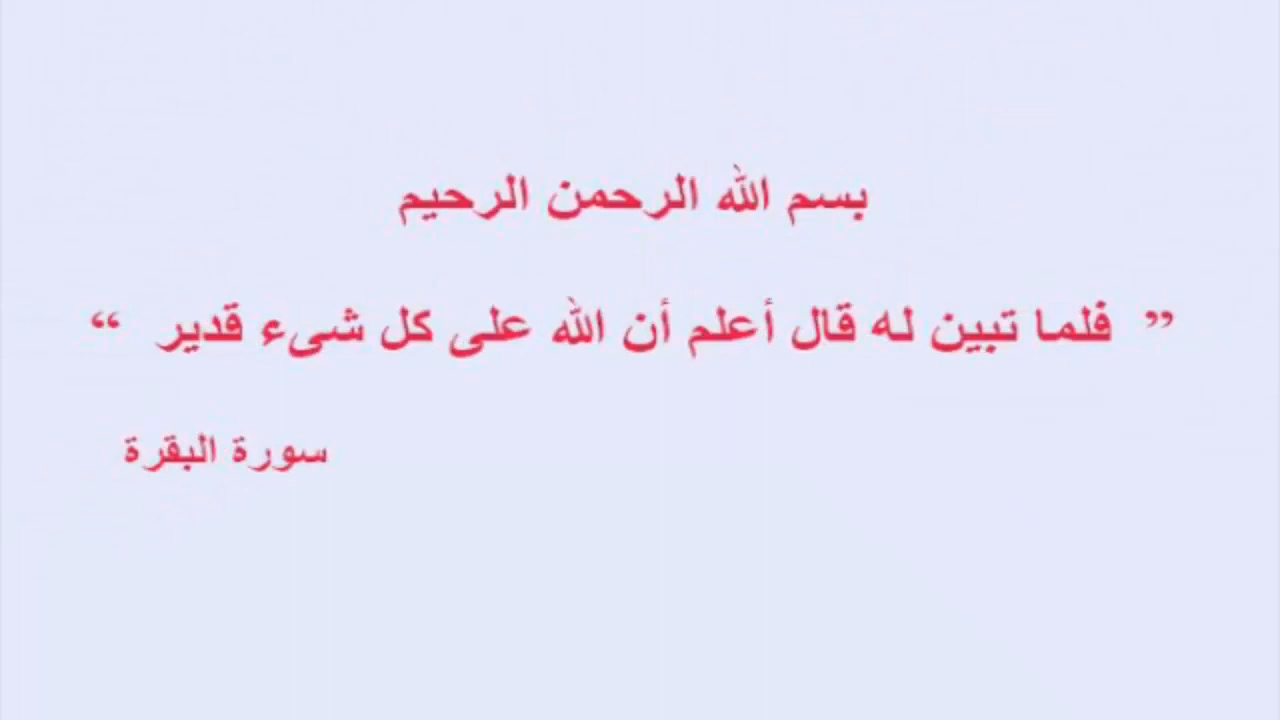 بسم الله الرحمن الرحيم
” فلما تبين له قال أعلم أن الله على كل شىء قدير “
سورة البقرة